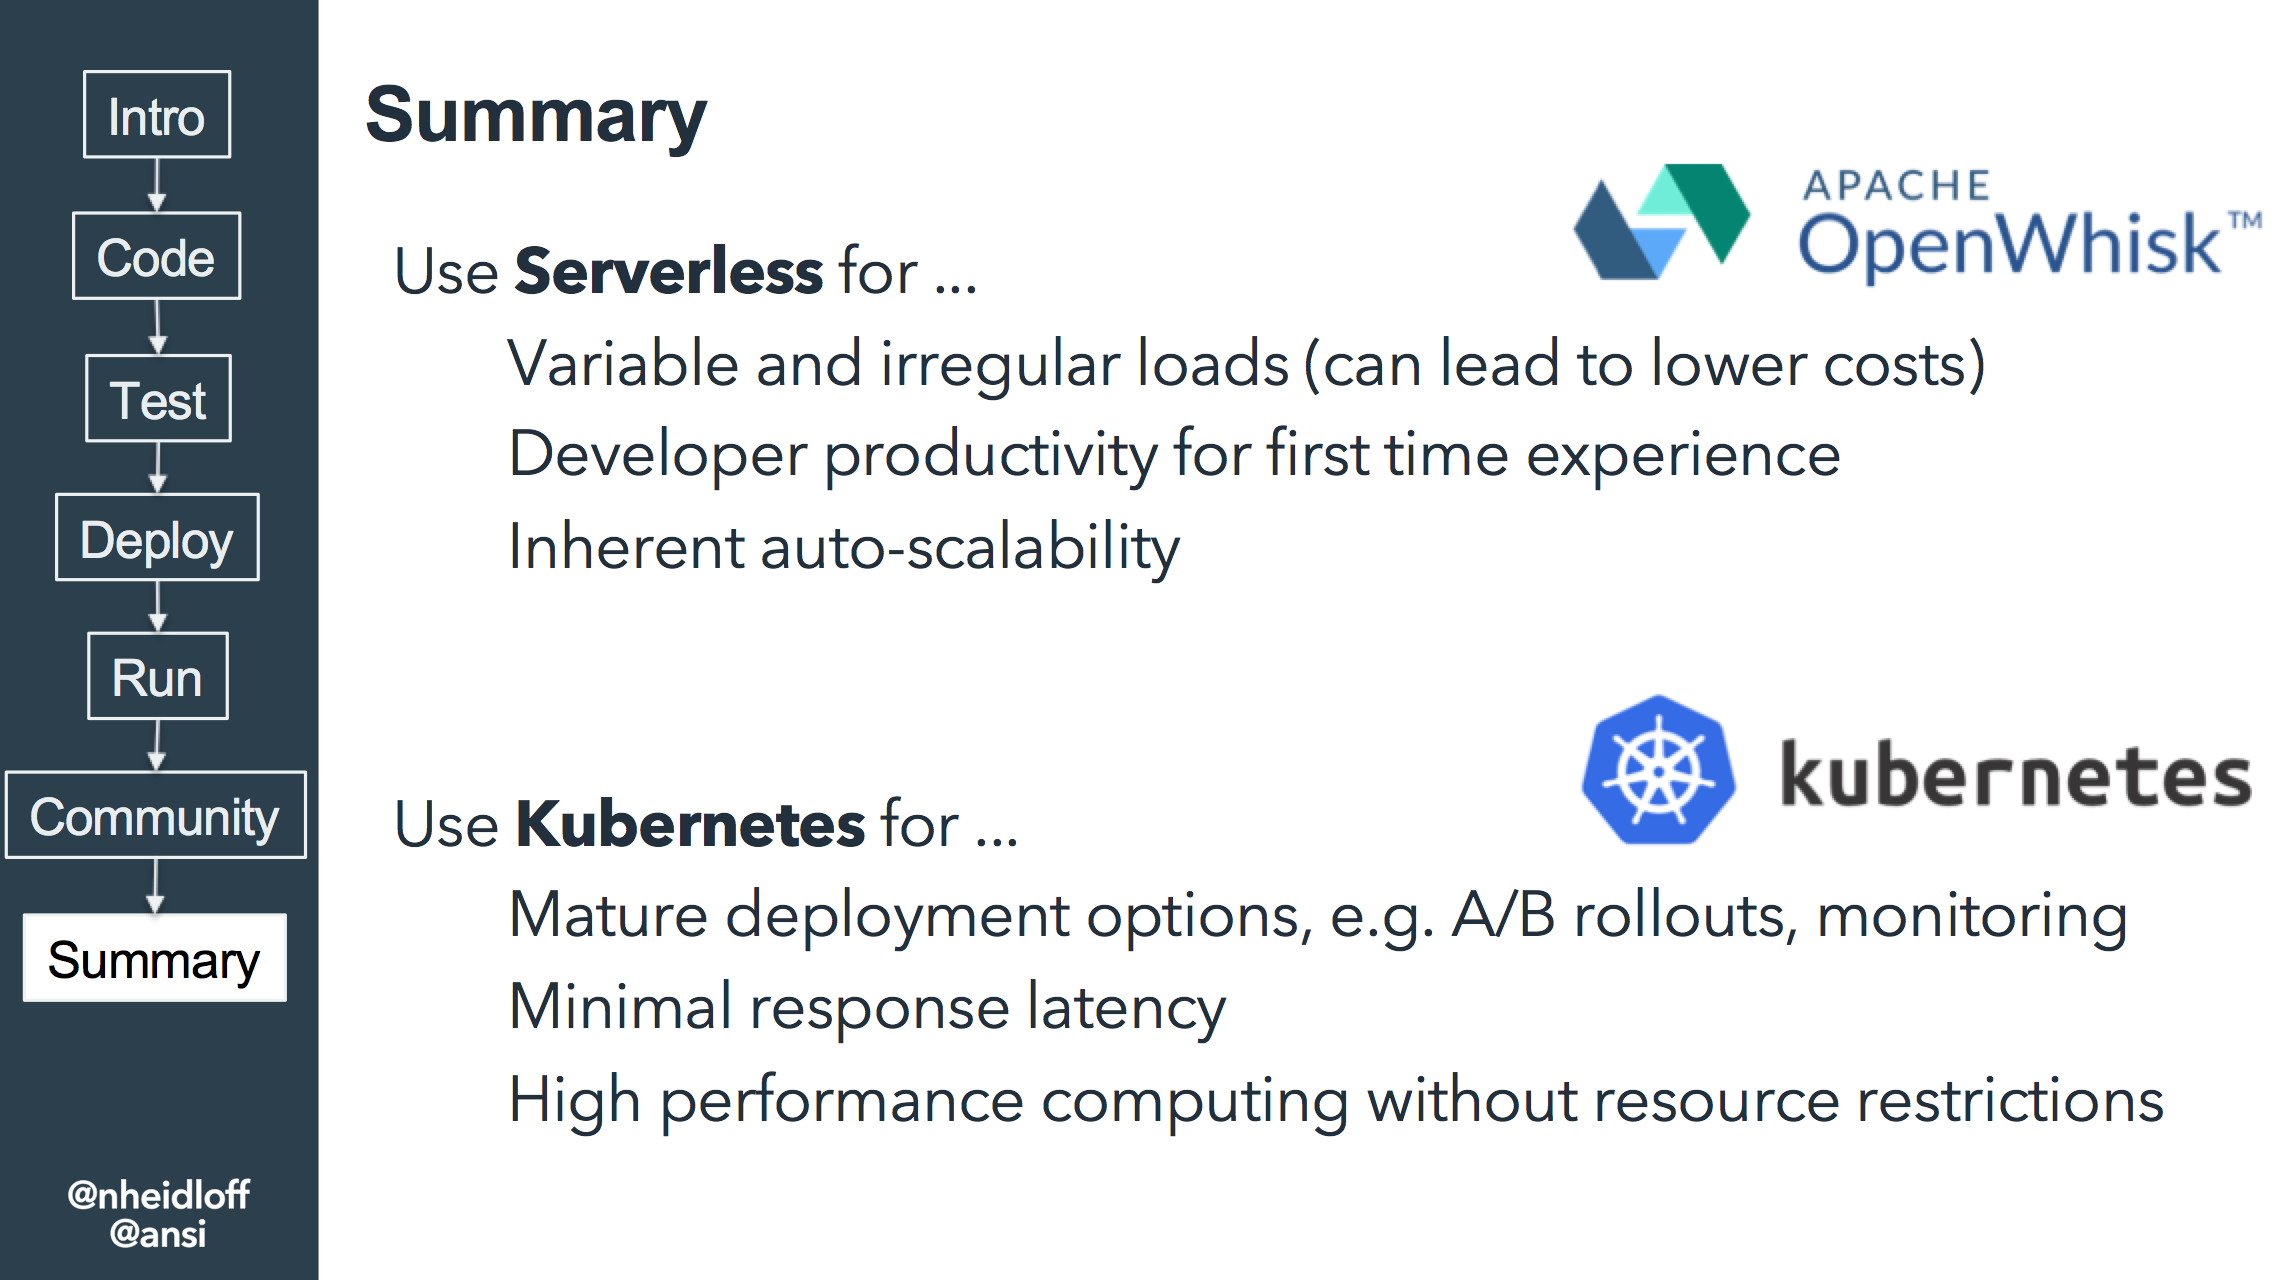 Intro
Code
Test
Deploy
Run
Community
Summary
@nheidloff
@ansi
Summary
APACHE
OpenWhisk™
Use Serverless for ...
Variable and irregular loads (can lead to lower costs)
Developer productivity for first time experience
Inherent auto-scalability
kubernetes
Use Kubernetes for ...
Mature deployment options, e.g. A/B rollouts, monitoring
Minimal response latency
High performance computing without resource restrictions